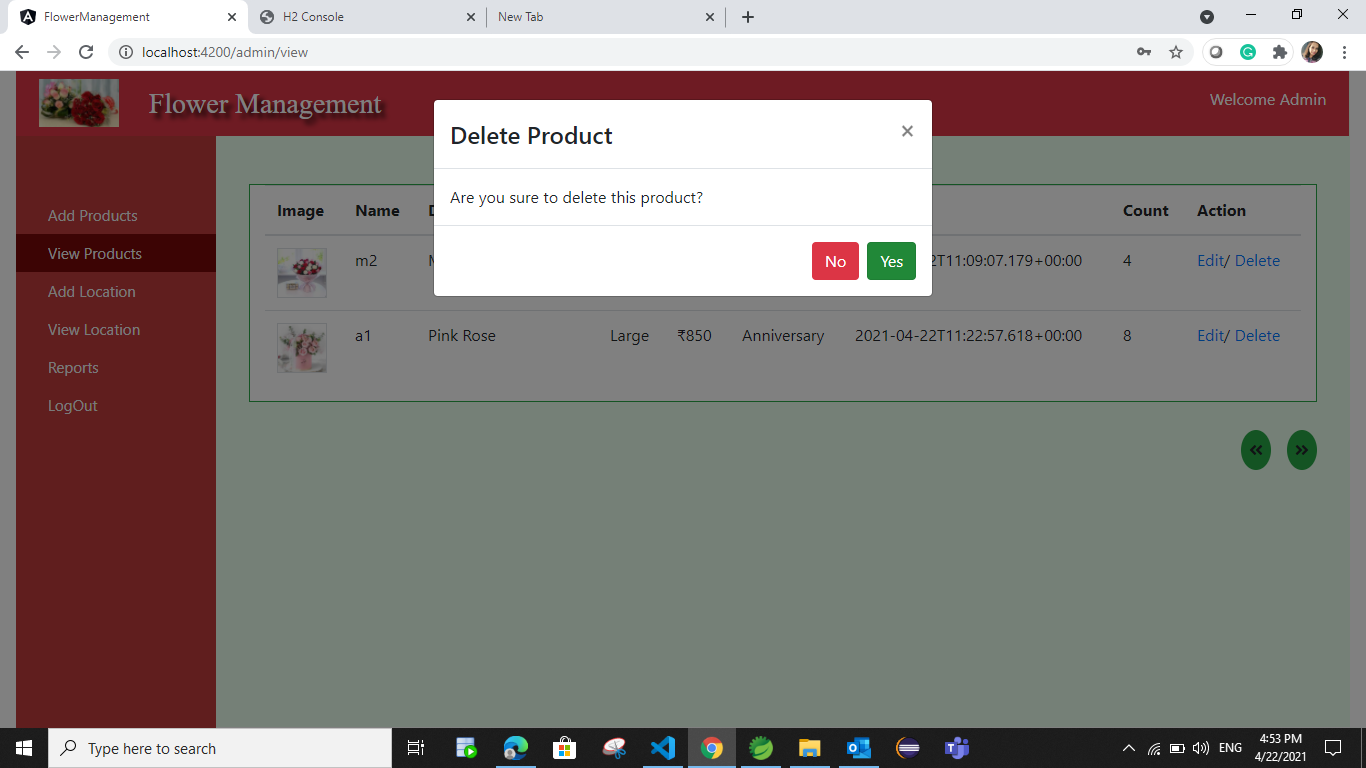 FlowerManagement
H2 Console
New Tab
localhost:4200/admin/view
Flower Management
Welcome Admin
Delete Product
×
Are you sure to delete this product?
No Yes
Add Products
View Products
Add Location
View Location
Reports
LogOut
Image Name Count Action
m2 11:09:07.179+00:00 4 Edit/ Delete
a1 Pink Rose Large ₹850 Anniversary 2021-04-22T11:22:57.618+00:00 8 Edit/ Delete
Type here to search
ENG
4:53 PM
4/22/2021